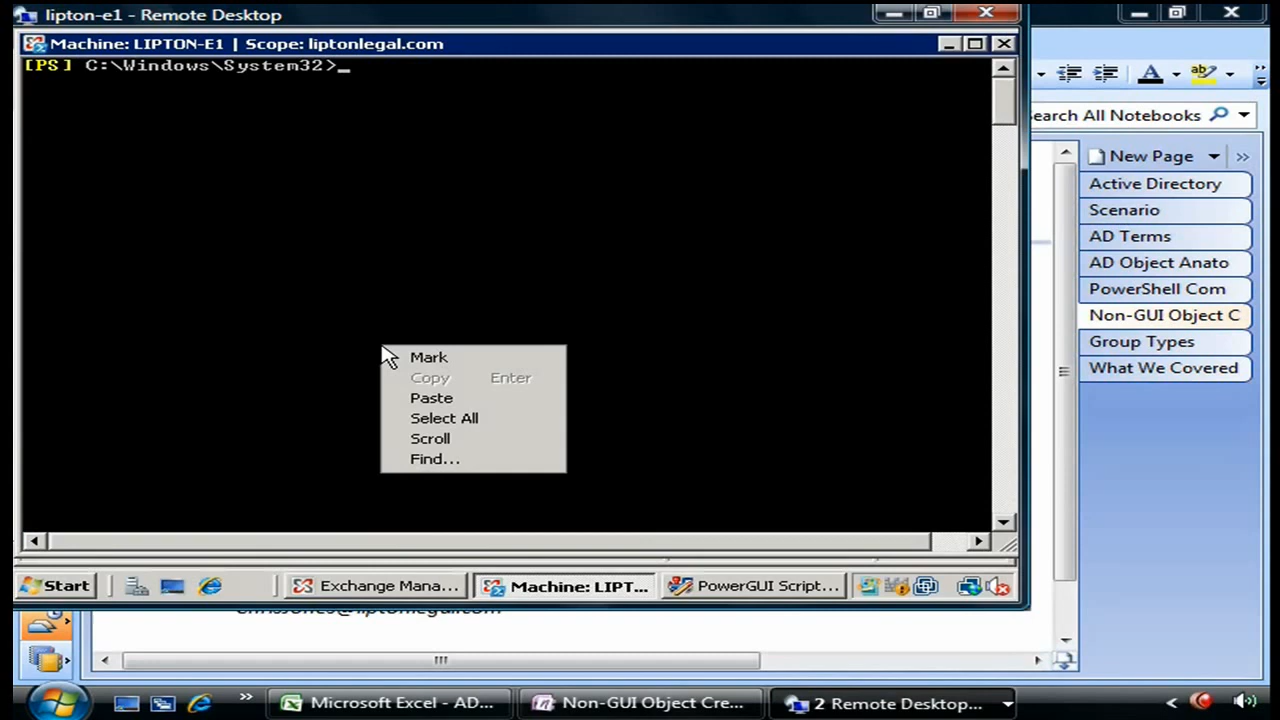 lipton-e1 - Remote Desktop
Machine: LIPTON-E1 | Scope: liptonlegal.com
[PS] C:\Windows\System32>_
earch All Notebooks
New Page
Active Directory
Scenario
AD Terms
AD Object Anato
PowerShell Com
Non-GUI Object C
Group Types
What We Covered
Mark
Copy Enter
Paste
Select All
Scroll
Find...
Start
Exchange Mana...
Machine: LIPT...
PowerGUI Script...
Microsoft Excel - AD...
Non-GUI Object Cre...
2 Remote Desktop...